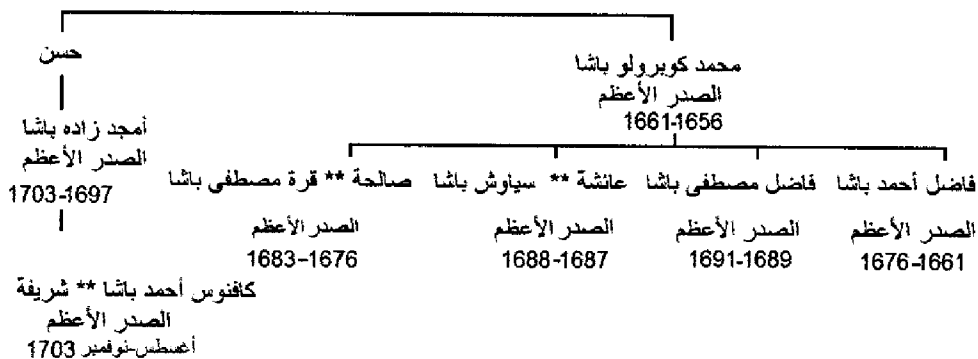 حسن
محمد كوبرولو باشا
الصدر الأعظم
1661-1656
أمجد زاده باشا
الصدر الأعظم
1703-1697
فاضل أحمد باشا
الصدر الأعظم
1676-1661
فاضل مصطفى باشا
الصدر الأعظم
1691-1689
عائشة ** سياوش باشا
الصدر الأعظم
1688-1687
صالحة ** قرة مصطفى باشا
الصدر الأعظم
1683-1676
كافنوس أحمد باشا ** شريفة
الصدر الأعظم
أغسطس-نوفمبر 1703